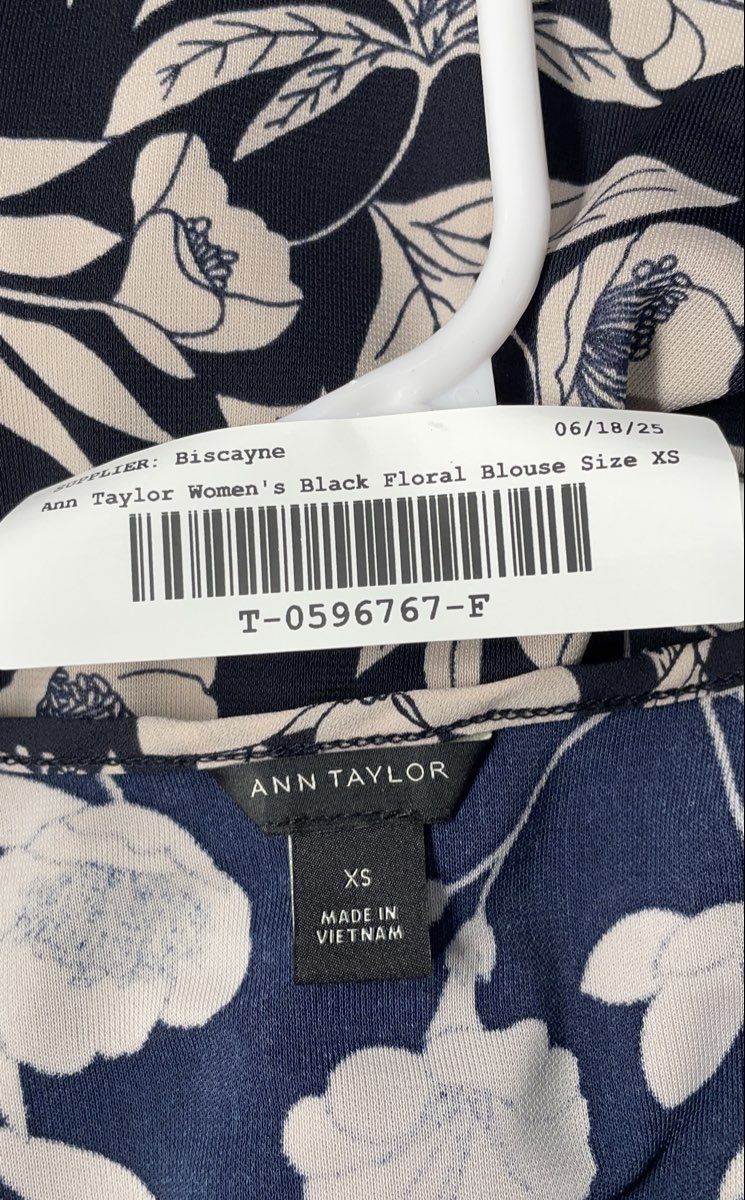 06/18/25
SUPPLIER: Biscayne
Ann Taylor Women's Black Floral Blouse Size XS
T-0596767-F
ANN TAYLOR
XS
MADE IN
VIETNAM